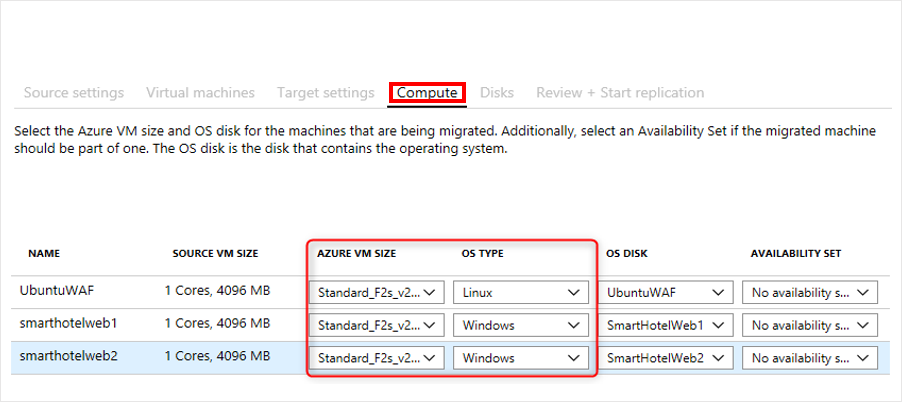 Source settings Virtual machines Target settings Compute Disks Review + Start replication
Select the Azure VM size and OS disk for the machines that are being migrated. Additionally, select an Availability Set if the migrated machine
should be part of one. The OS disk is the disk that contains the operating system.
NAME SOURCE VM SIZE AZURE VM SIZE OS TYPE OS DISK AVAILABILITY SET
UbuntuWAF 1 Cores, 4096 MB Standard_F2s_v2... Linux UbuntuWAF No availability s...
smarthotelweb1 1 Cores, 4096 MB Standard_F2s_v2... Windows SmartHotelWeb1 No availability s...
smarthotelweb2 1 Cores, 4096 MB Standard_F2s_v2... Windows SmartHotelWeb2 No availability s...